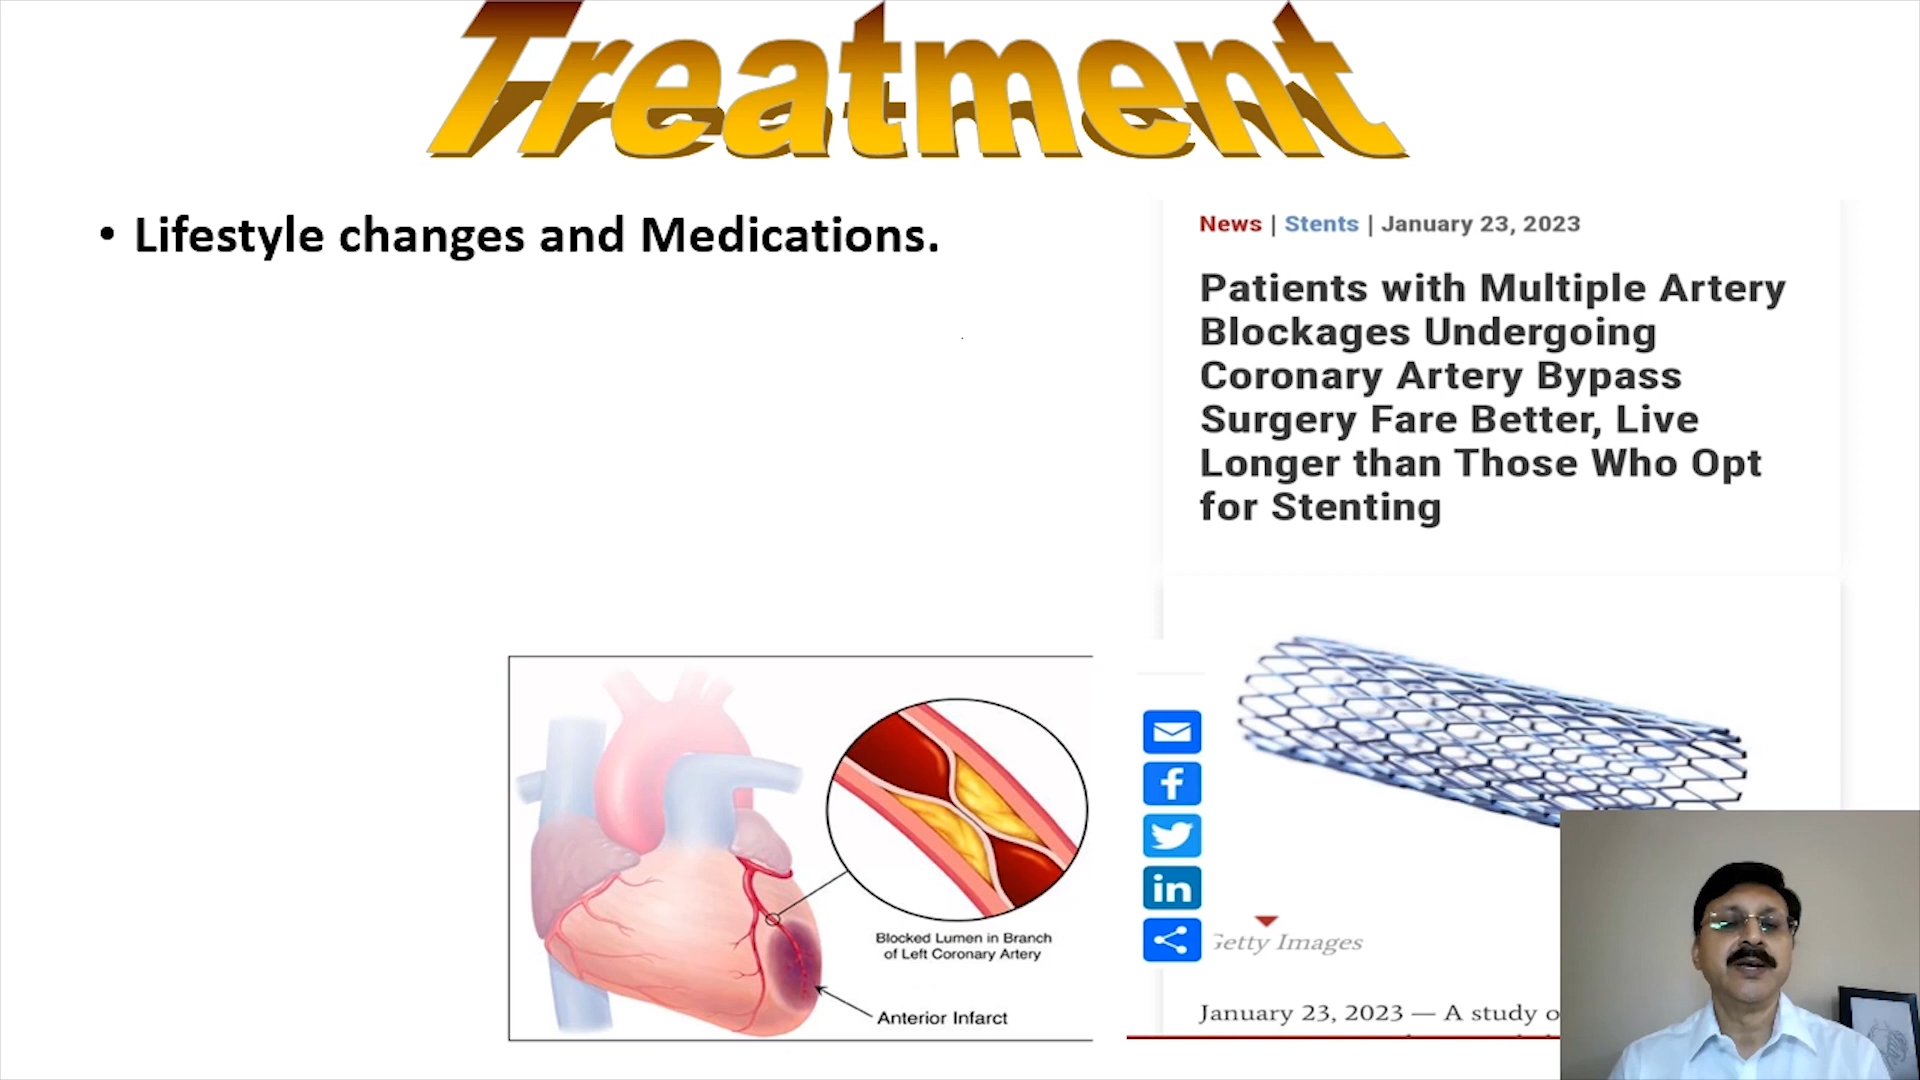 Treatment
• Lifestyle changes and Medications.
News | Stents | January 23, 2023
Patients with Multiple Artery
Blockages Undergoing
Coronary Artery Bypass
Surgery Fare Better, Live
Longer than Those Who Opt
for Stenting
Blocked Lumen in Branch
of Left Coronary Artery
Anterior Infarct
Getty Images
January 23, 2023 — A study o